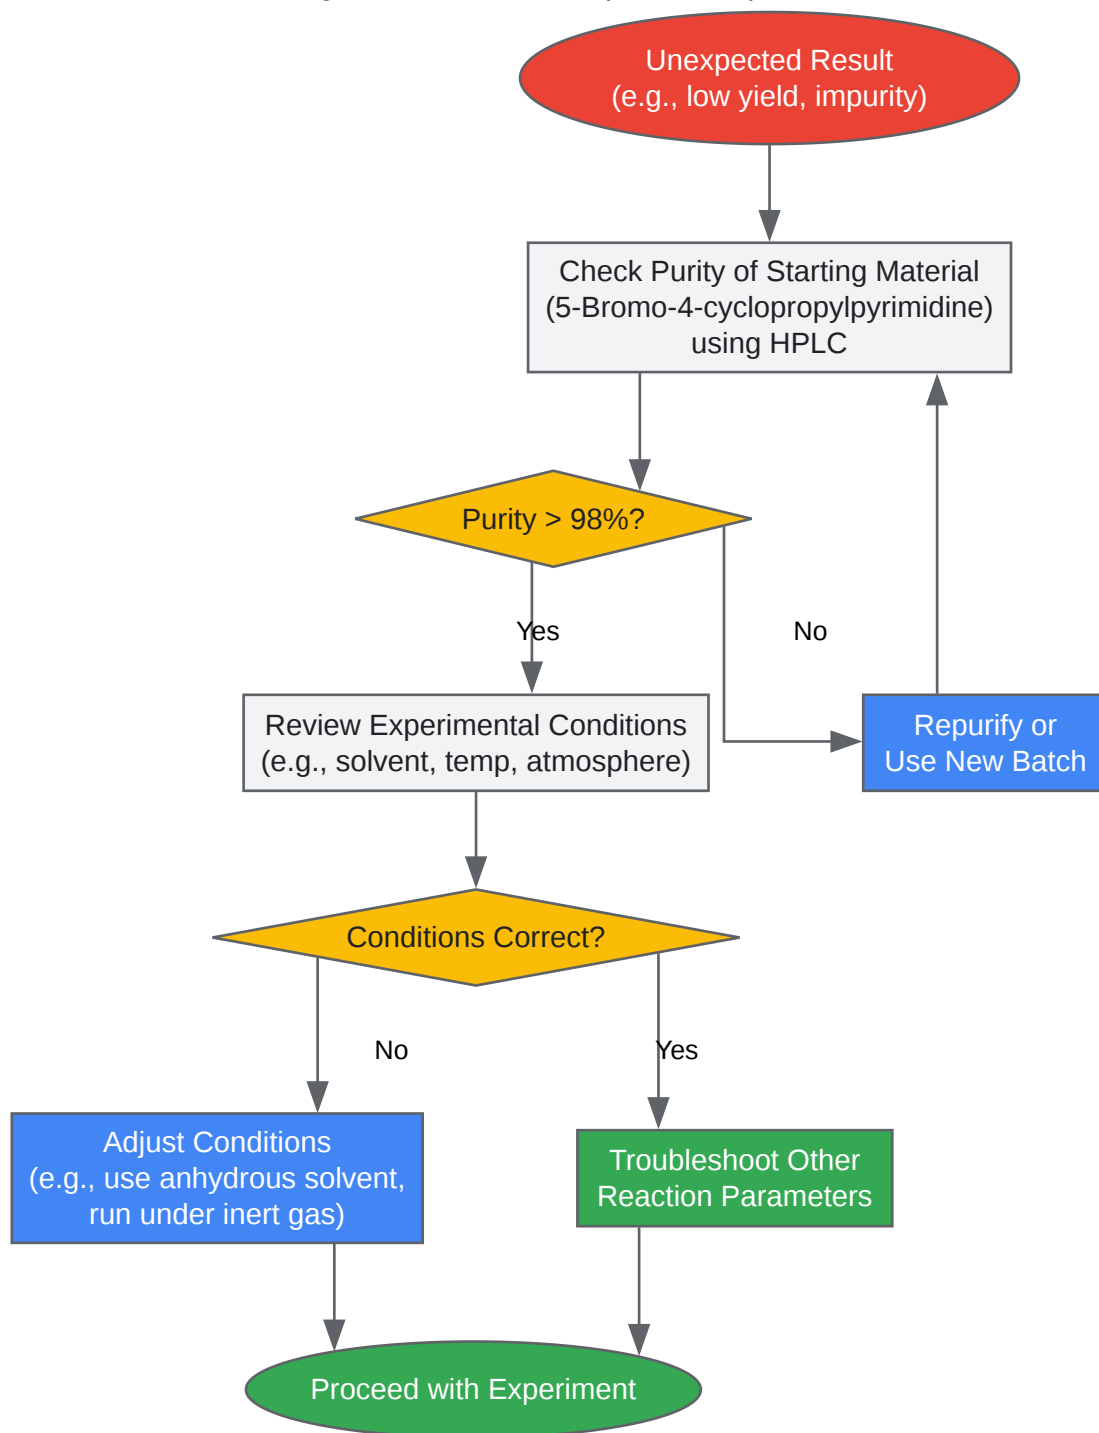 Unexpected Result
(e.g., low yield, impurity)
Check Purity of Starting Material
(5-Bromo-4-cyclopropylpyrimidine)
using HPLC
Purity > 98%?
Yes
No
Review Experimental Conditions
(e.g., solvent, temp, atmosphere)
Repurify or
Use New Batch
Conditions Correct?
No
Yes
Adjust Conditions
(e.g., use anhydrous solvent,
run under inert gas)
Troubleshoot Other
Reaction Parameters
Proceed with Experiment